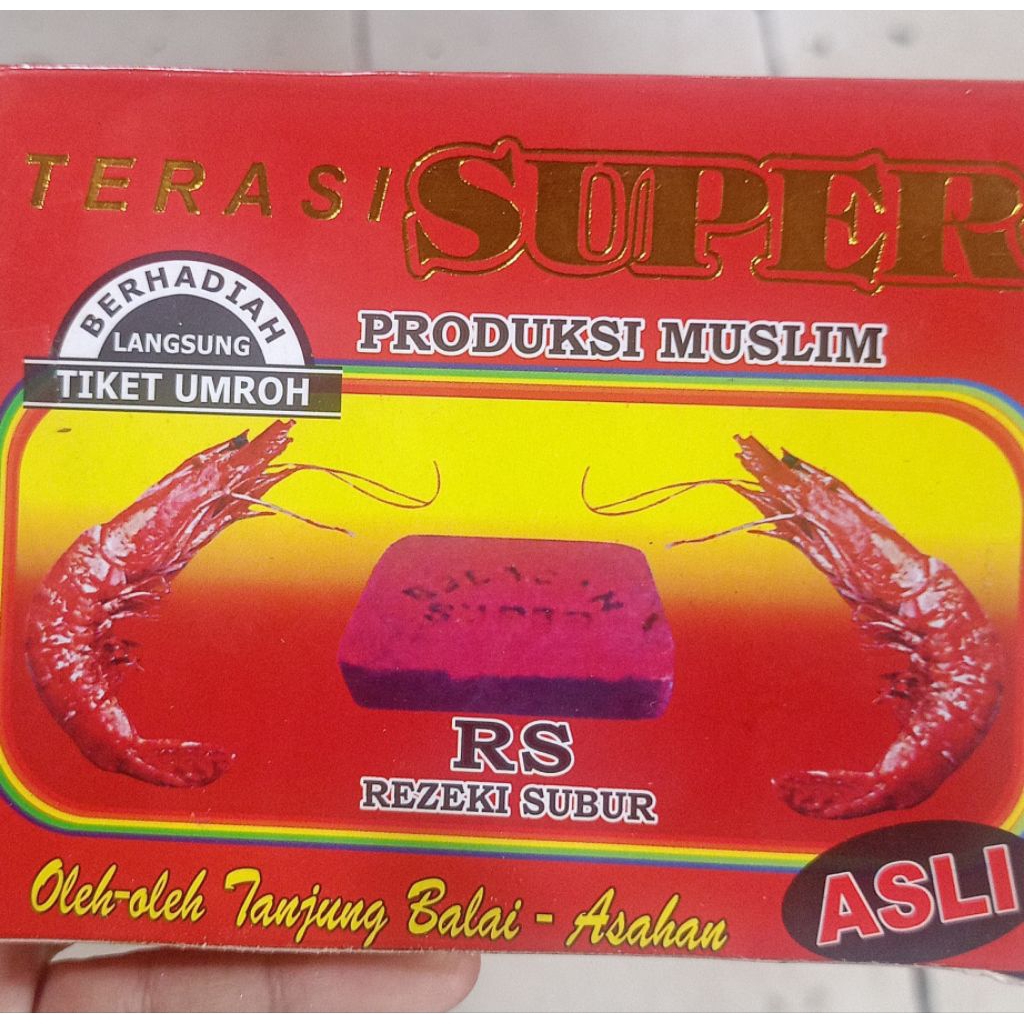 TERASI SUPER
BERHADIAH
LANGSUNG
TIKET UMROH
PRODUKSI MUSLIM
RS
REZEKI SUBUR
Oleh-oleh Tanjung Balai - Asahan
ASLI